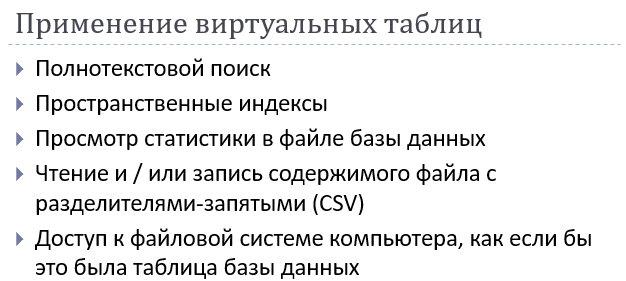 Применение виртуальных таблиц
Полнотекстовой поиск
Пространственные индексы
Просмотр статистики в файле базы данных
Чтение и / или запись содержимого файла с
разделителями-запятыми (CSV)
Доступ к файловой системе компьютера, как если бы
это была таблица базы данных